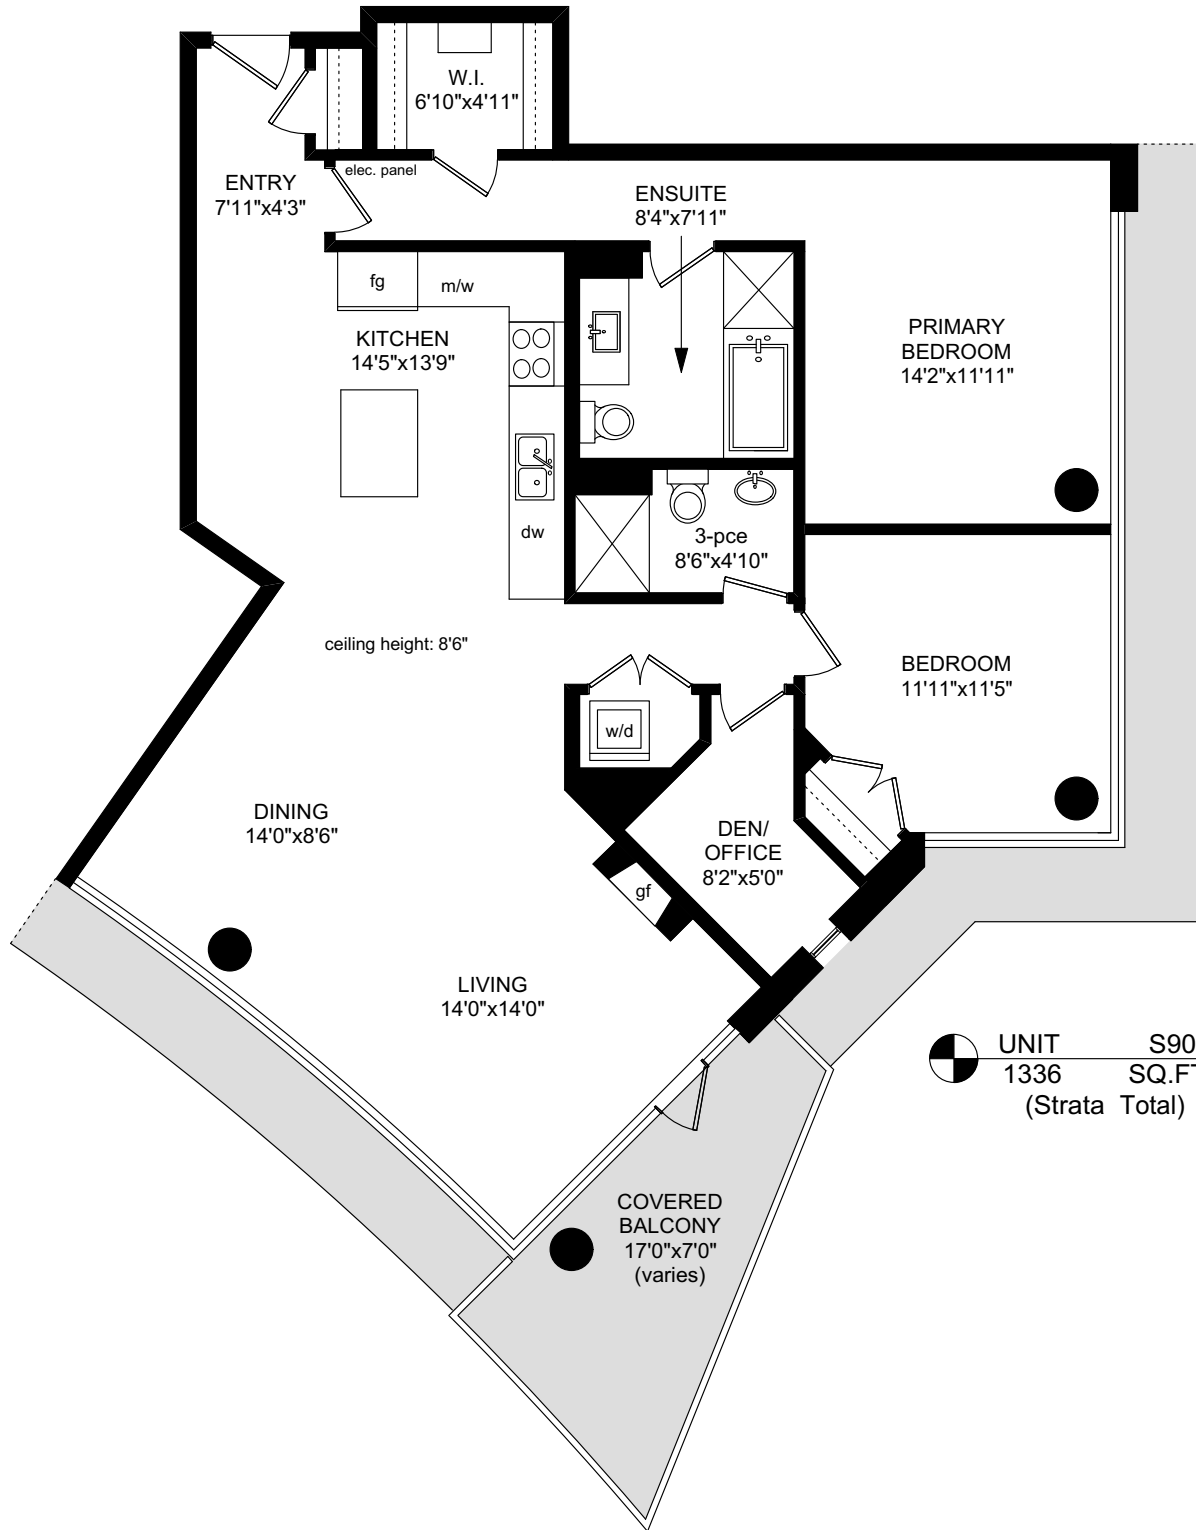 W.I.
6'10"x4'11"
elec. panel
ENTRY
7'11"x4'3"
ENSUITE
8'4"x7'11"
fg
m/w
KITCHEN
14'5"x13'9"
PRIMARY
BEDROOM
14'2"x11'11"
dw
3-pce
8'6"x4'10"
ceiling height: 8'6"
BEDROOM
11'11"x11'5"
w/d
DINING
14'0"x8'6"
DEN/
OFFICE
8'2"x5'0"
gf
LIVING
14'0"x14'0"
UNIT S90
1336 SQ.FT
(Strata Total)
COVERED
BALCONY
17'0"x7'0"
(varies)